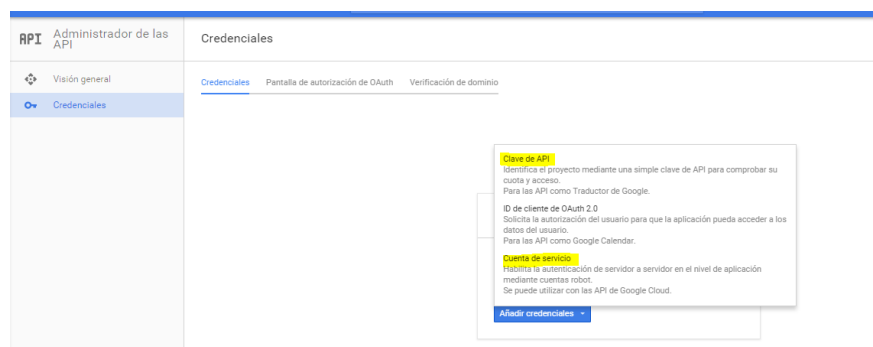 API Administrador de las
API
Credenciales
Visión general
Credenciales
Credenciales Pantalla de autorización de OAuth Verificación de dominio
Clave de API
Identifica el proyecto mediante una simple clave de API para comprobar su
cuota y acceso.
Para las API como Traductor de Google.
ID de cliente de OAuth 2.0
Solicita la autorización del usuario para que la aplicación pueda acceder a los
datos del usuario.
Para las API como Google Calendar.
Cuenta de servicio
Habilita la autenticación de servidor a servidor en el nivel de aplicación
mediante cuentas robot.
Se puede utilizar con las API de Google Cloud.
Añadir credenciales